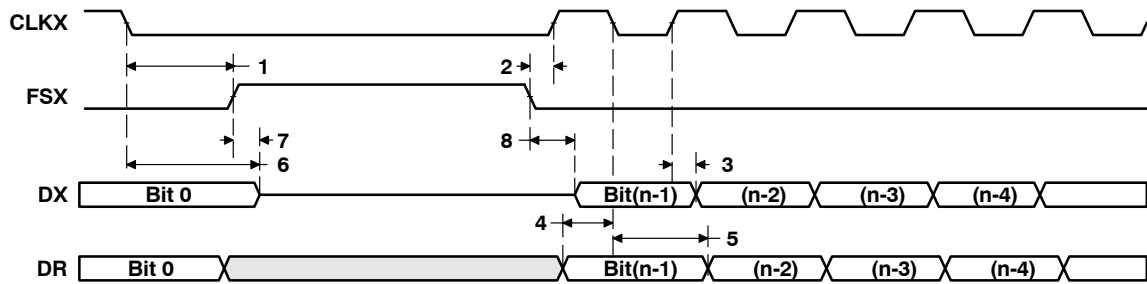 CLKX
1
2
FSX
7
8
6
3
DX
Bit 0
Bit(n-1)
(n-2)
(n-3)
(n-4)
4
5
DR
Bit 0
Bit(n-1)
(n-2)
(n-3)
(n-4)